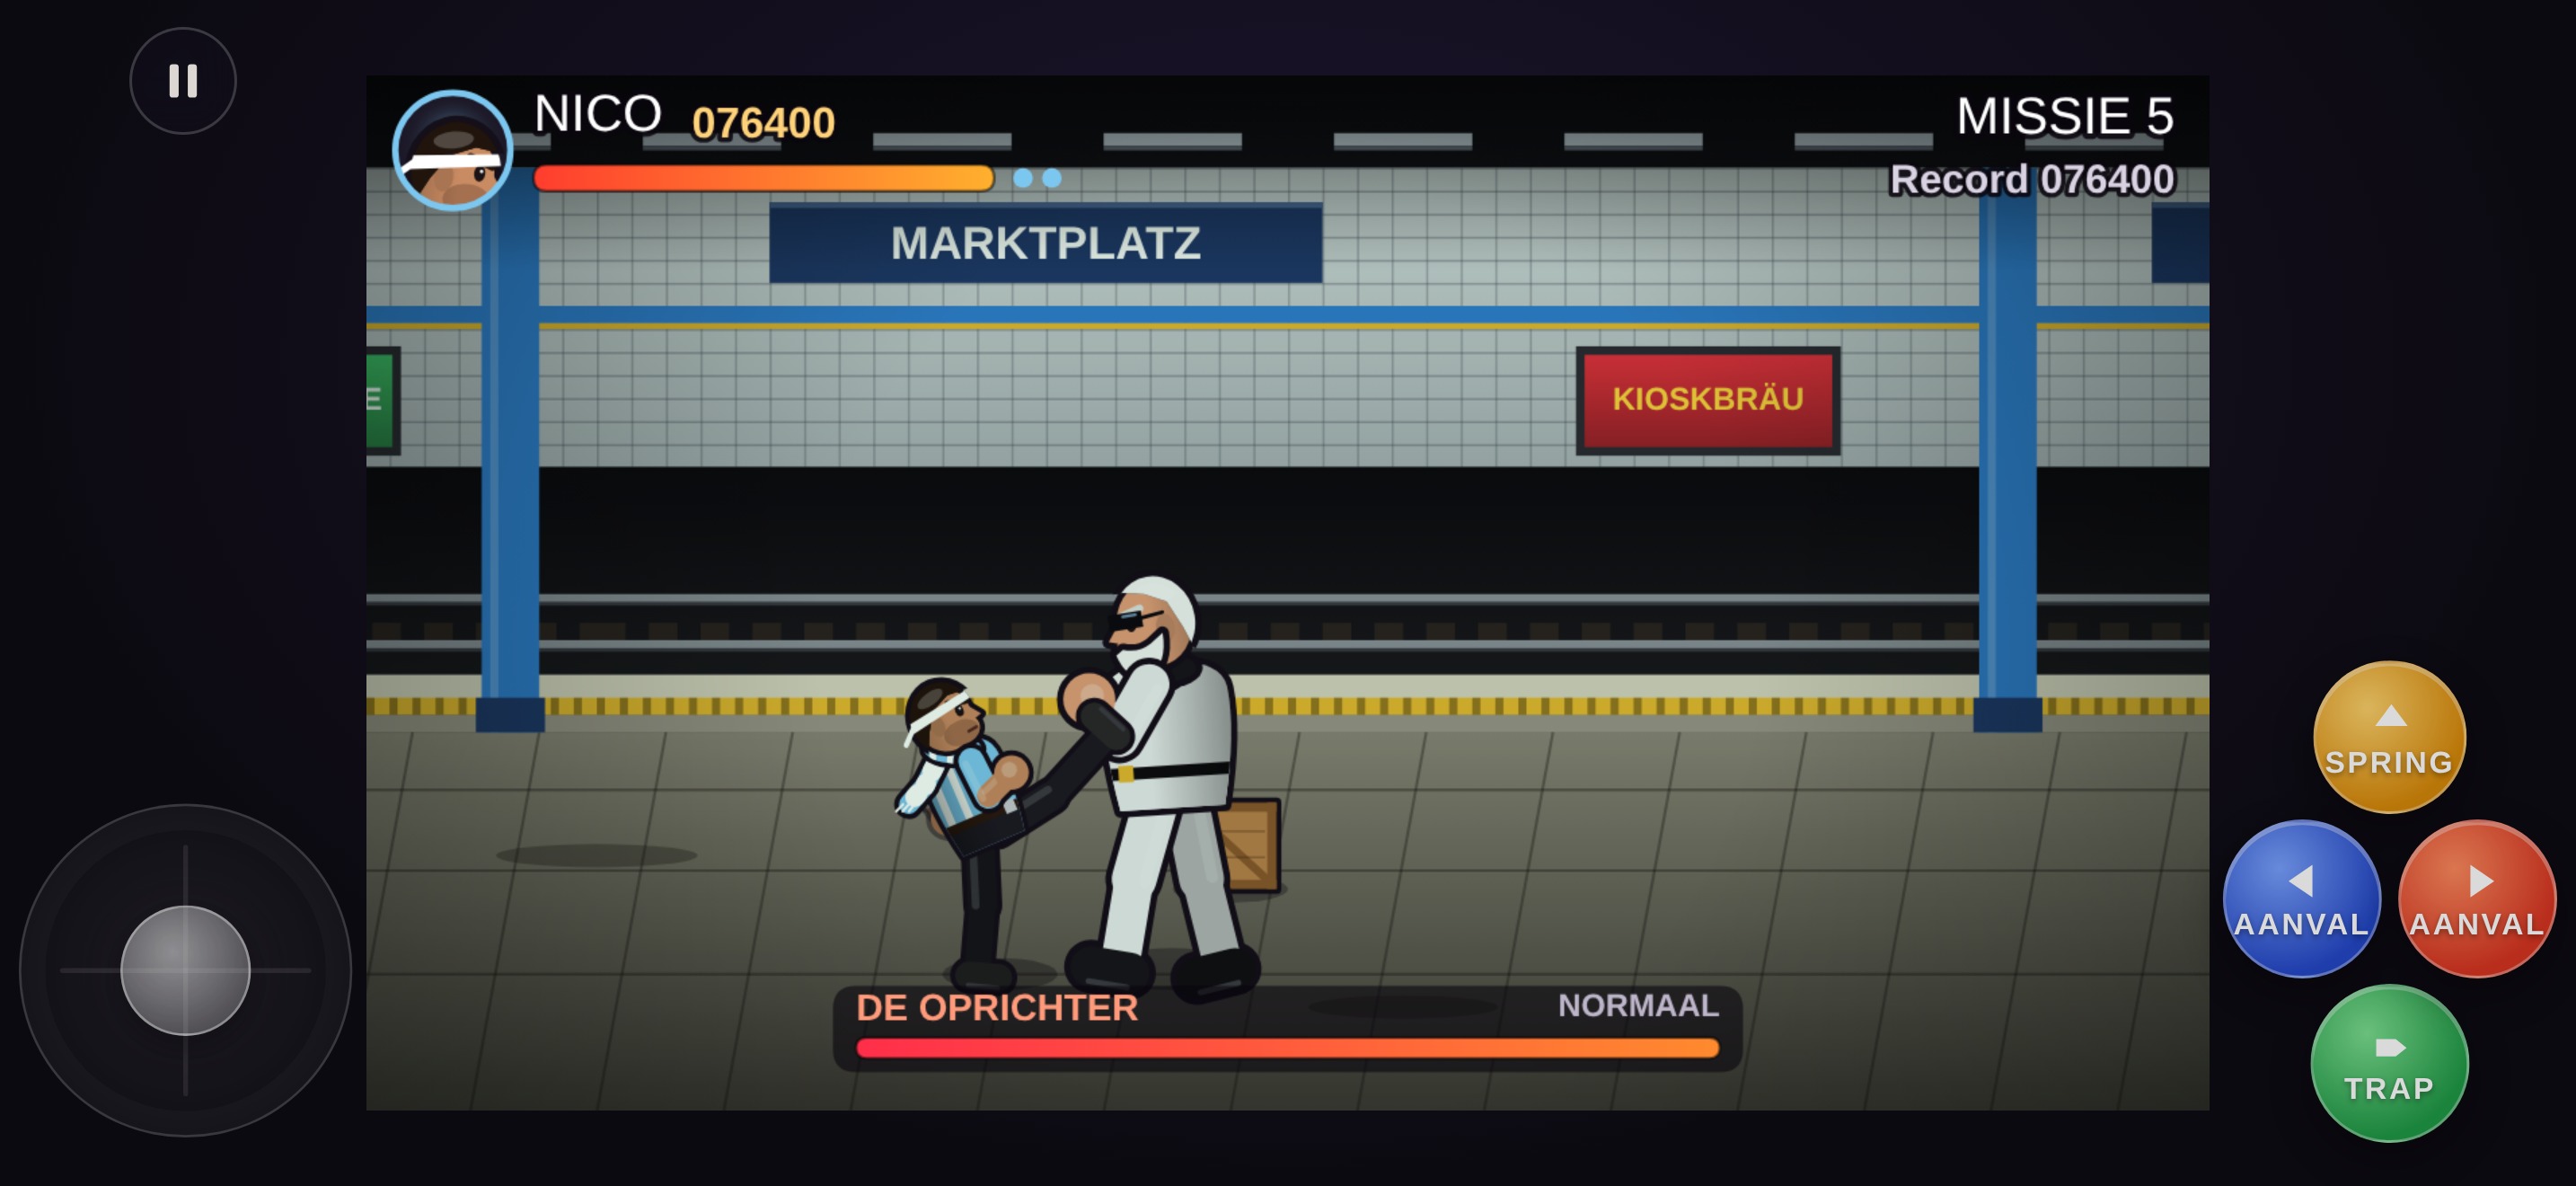 NICO 076400
MISSIE 5
Record 076400
MARKTPLATZ
E
KIOSKBRÄU
SPRING
AANVAL
AANVAL
TRAP
DE OPRICHTER
NORMAAL